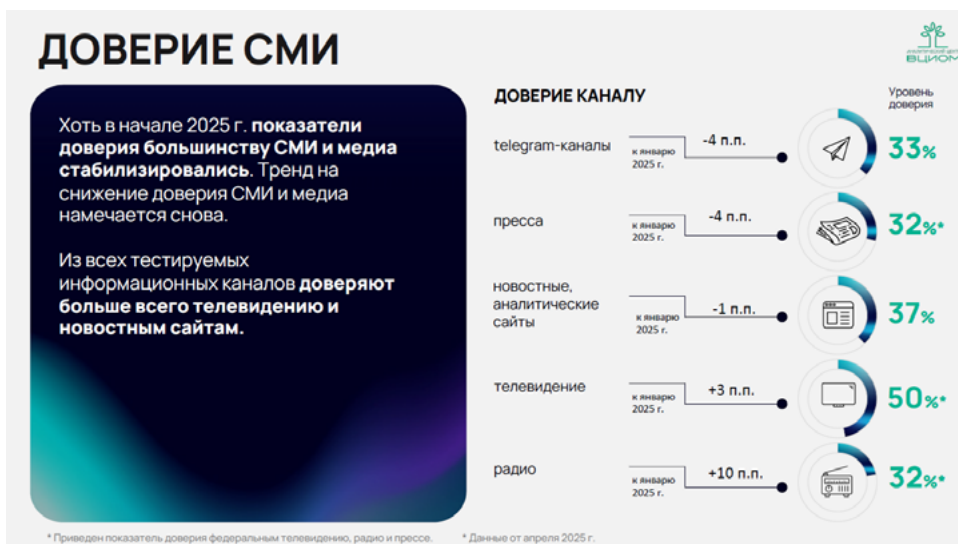 ДОВЕРИЕ СМИ
ВЦИОМ
Хоть в начале 2025 г. показатели
доверия большинству СМИ и медиа
стабилизировались. Тренд на
снижение доверия СМИ и медиа
намечается снова.
Из всех тестируемых
информационных каналов доверяют
больше всего телевидению и
новостным сайтам.
ДОВЕРИЕ КАНАЛУ
Уровень
доверия
telegram-каналы
к январю
2025 г.
-4 п.п.
33%
пресса
к январю
2025 г.
-4 п.п.
32%*
новостные,
аналитические
сайты
к январю
2025 г.
-1 п.п.
37%
телевидение
к январю
2025 г.
+3 п.п.
50%*
радио
к январю
2025 г.
+10 п.п.
32%*
* Приведен показатель доверия федеральным телевидению, радио и прессе.
* Данные от апреля 2025 г.